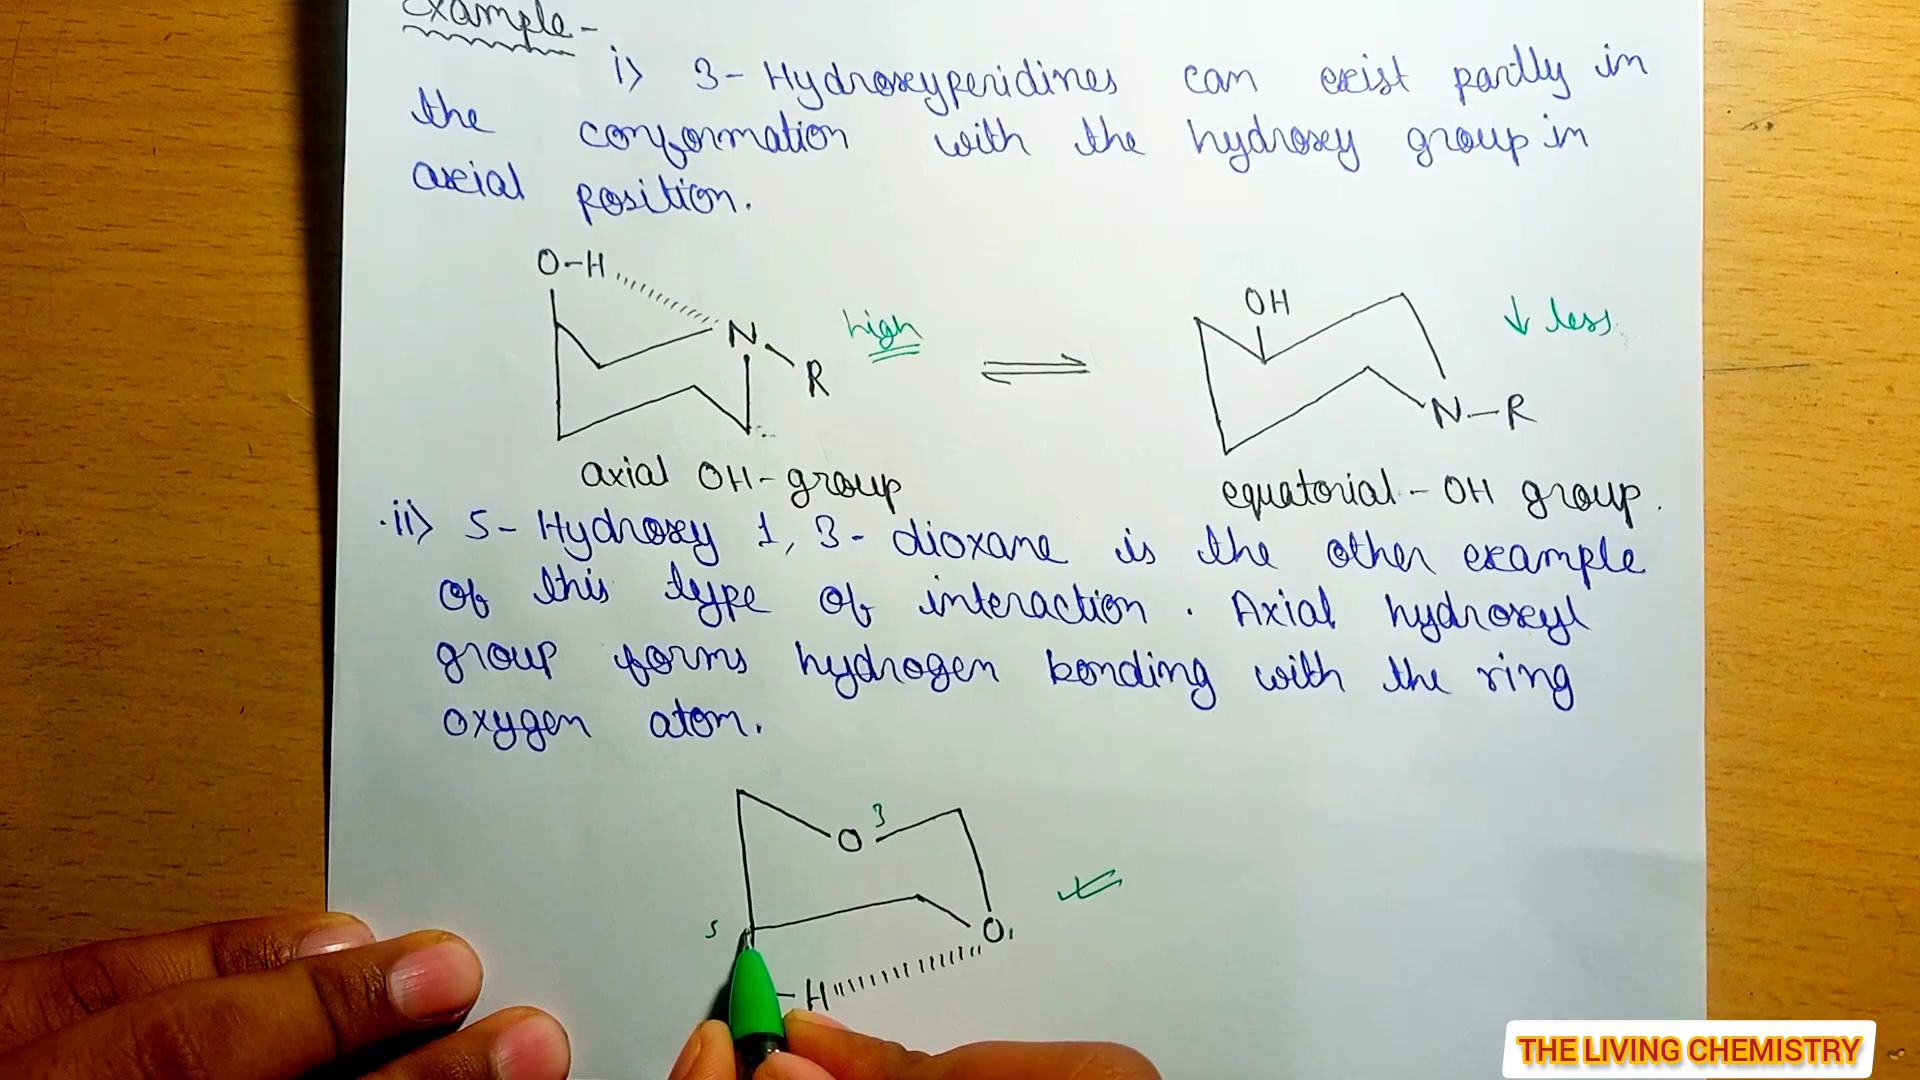 Example -
i) 3- Hydroxyperidines can exist partly in
the conformation with the hydroxy group in
axial position.
O-H
N
R
high
OH
N-R
↓ less
axial OH-group
equatorial - OH group.
ii) 5- Hydroxy 1, 3- dioxane is the other example
of this type of interaction. Axial hydroxyl
group forms hydrogen bonding with the ring
oxygen atom.
O 3
5
O 1
-H
THE LIVING CHEMISTRY